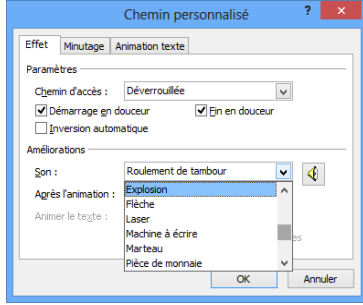 Chemin personnalisé ? ×
Effet Minutage Animation texte
Paramètres
Chemin d'accès : Déverrouillée
Démarrage en douceur Fin en douceur
Inversion automatique
Améliorations
Son : Roulement de tambour
Après l'animation : Explosion
Flèche
Animer le texte : Laser
Machine à écrire
Marteau
Pièce de monnaie
OK Annuler